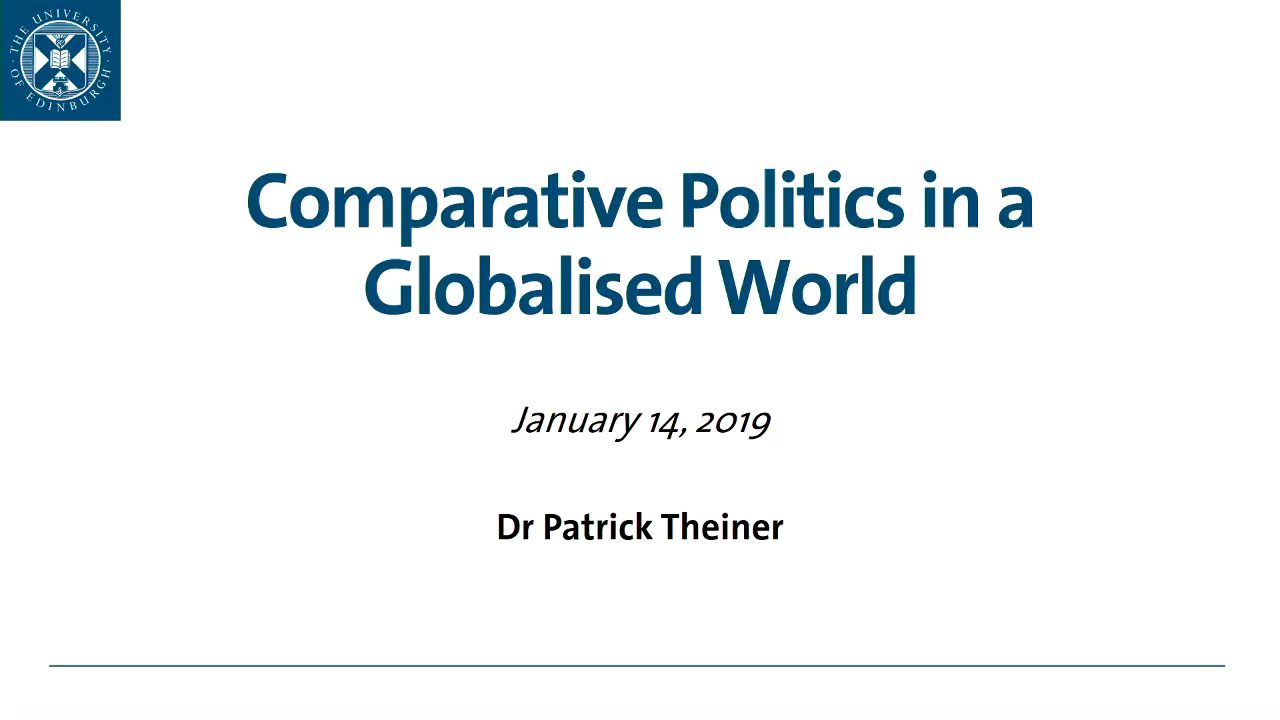 THE UNIVERSITY OF EDINBURGH
Comparative Politics in a
Globalised World
January 14, 2019
Dr Patrick Theiner